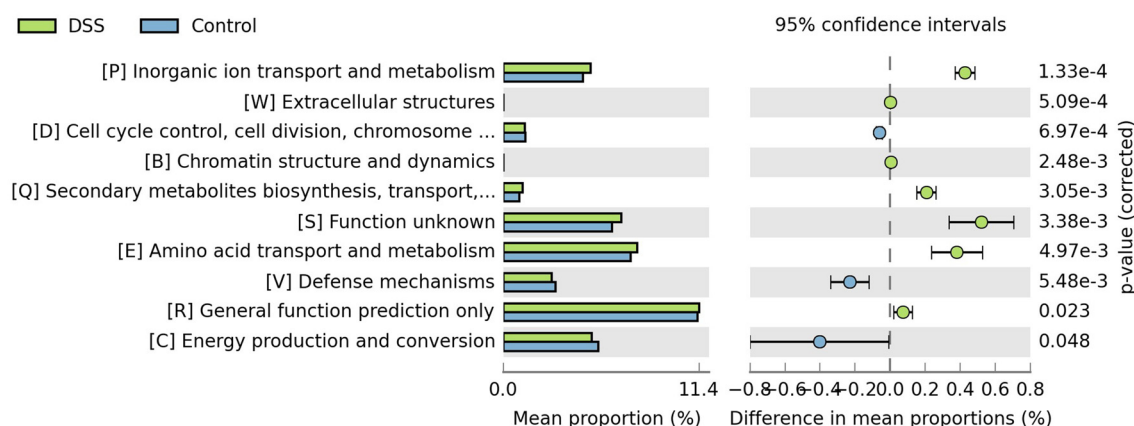 DSS Control 95% confidence intervals
[P] Inorganic ion transport and metabolism 1.33e-4
[W] Extracellular structures 5.09e-4
[D] Cell cycle control, cell division, chromosome ... 6.97e-4
[B] Chromatin structure and dynamics 2.48e-3
[Q] Secondary metabolites biosynthesis, transport,... 3.05e-3
[S] Function unknown 3.38e-3
[E] Amino acid transport and metabolism 4.97e-3
[V] Defense mechanisms 5.48e-3
[R] General function prediction only 0.023
[C] Energy production and conversion 0.048
p-value (corrected)
0.0 11.4 −0.8 −0.6 −0.4 −0.2 0.0 0.2 0.4 0.6 0.8
Mean proportion (%) Difference in mean proportions (%)